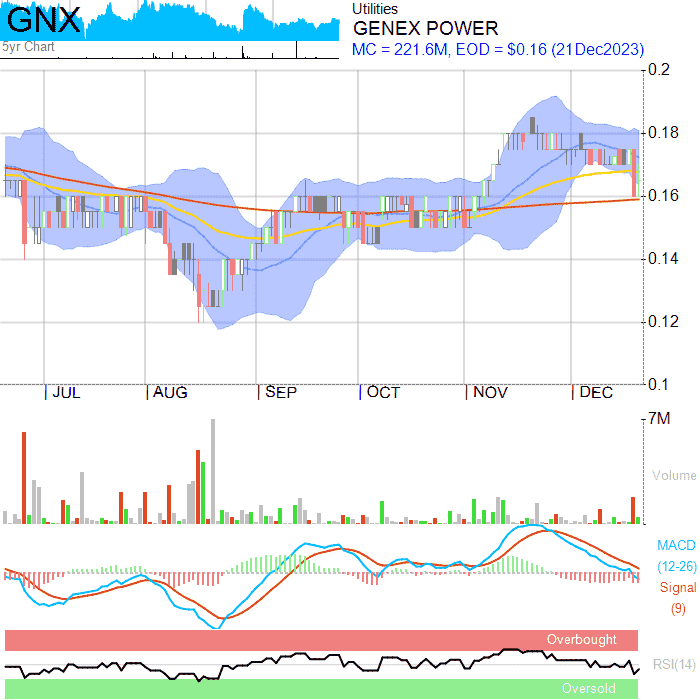 GNX
5yr Chart
Utilities
GENEX POWER
MC = 221.6M, EOD = $0.16 (21Dec2023)
0.2
0.18
0.16
0.14
0.12
0.1
JUL AUG SEP OCT NOV DEC
7M
Volume
MACD
(12-26)
Signal
(9)
Overbought
RSI(14)
Oversold